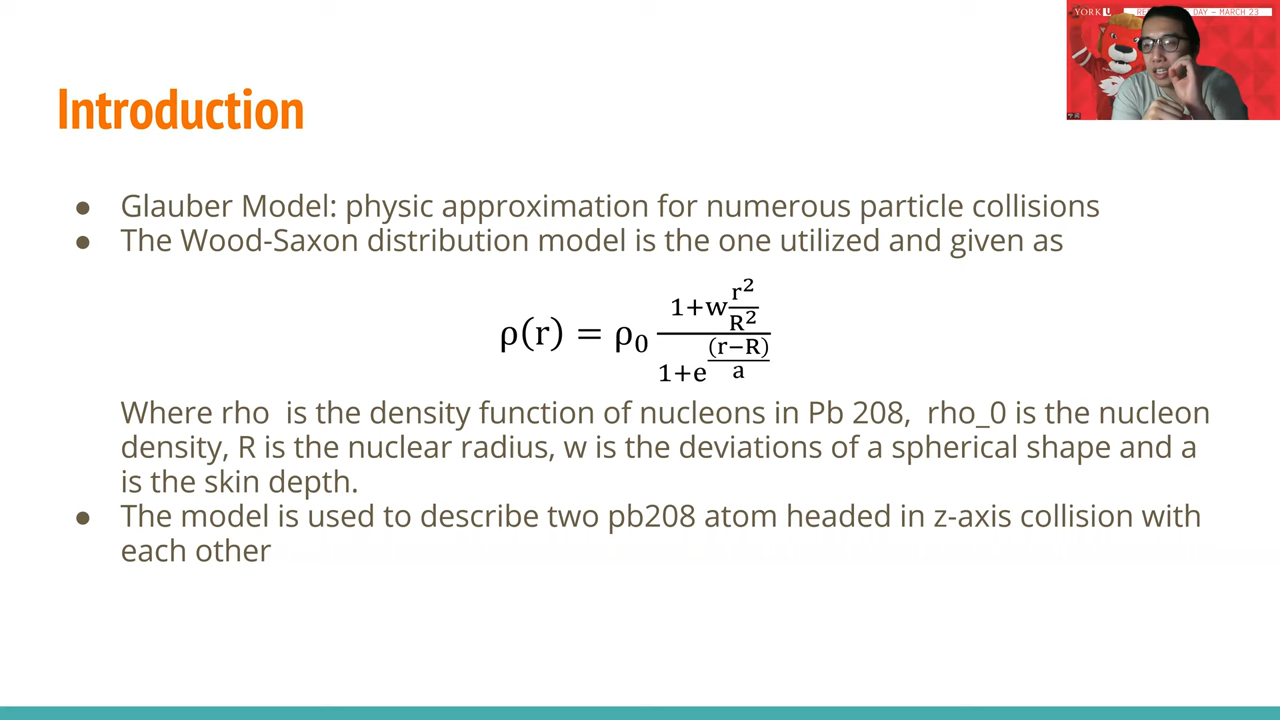 YORK U
DAY – MARCH 23
Introduction
● Glauber Model: physic approximation for numerous particle collisions
● The Wood-Saxon distribution model is the one utilized and given as
ρ(r) = ρ₀ (1+w r²/R²)/(1+e^((r−R)/a))
Where rho is the density function of nucleons in Pb 208, rho_0 is the nucleon
density, R is the nuclear radius, w is the deviations of a spherical shape and a
is the skin depth.
● The model is used to describe two pb208 atom headed in z-axis collision with
each other